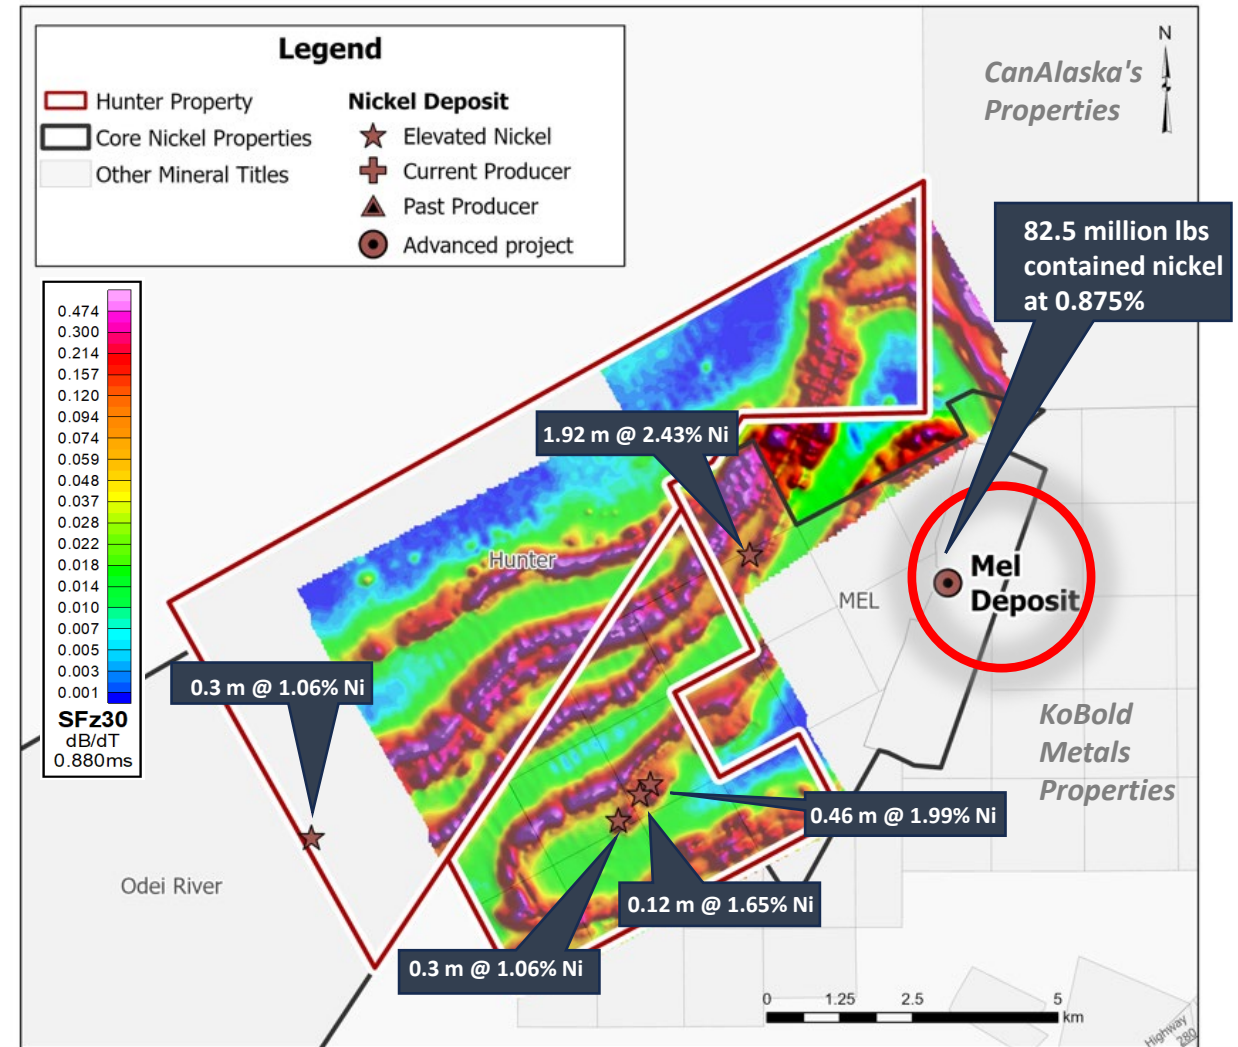 Legend
Hunter Property
Core Nickel Properties
Other Mineral Titles
Nickel Deposit
Elevated Nickel
Current Producer
Past Producer
Advanced project
N
CanAlaska's
Properties
82.5 million lbs
contained nickel
at 0.875%
0.474
0.300
0.214
0.157
0.120
0.094
0.074
0.059
0.048
0.037
0.028
0.022
0.018
0.014
0.010
0.007
0.005
0.003
0.001
SFz30
dB/dT
0.880ms
1.92 m @ 2.43% Ni
Hunter
MEL
Mel
Deposit
0.3 m @ 1.06% Ni
KoBold
Metals
Properties
0.46 m @ 1.99% Ni
Odei River
0.12 m @ 1.65% Ni
0.3 m @ 1.06% Ni
0 1.25 2.5 5
km
Highway
280